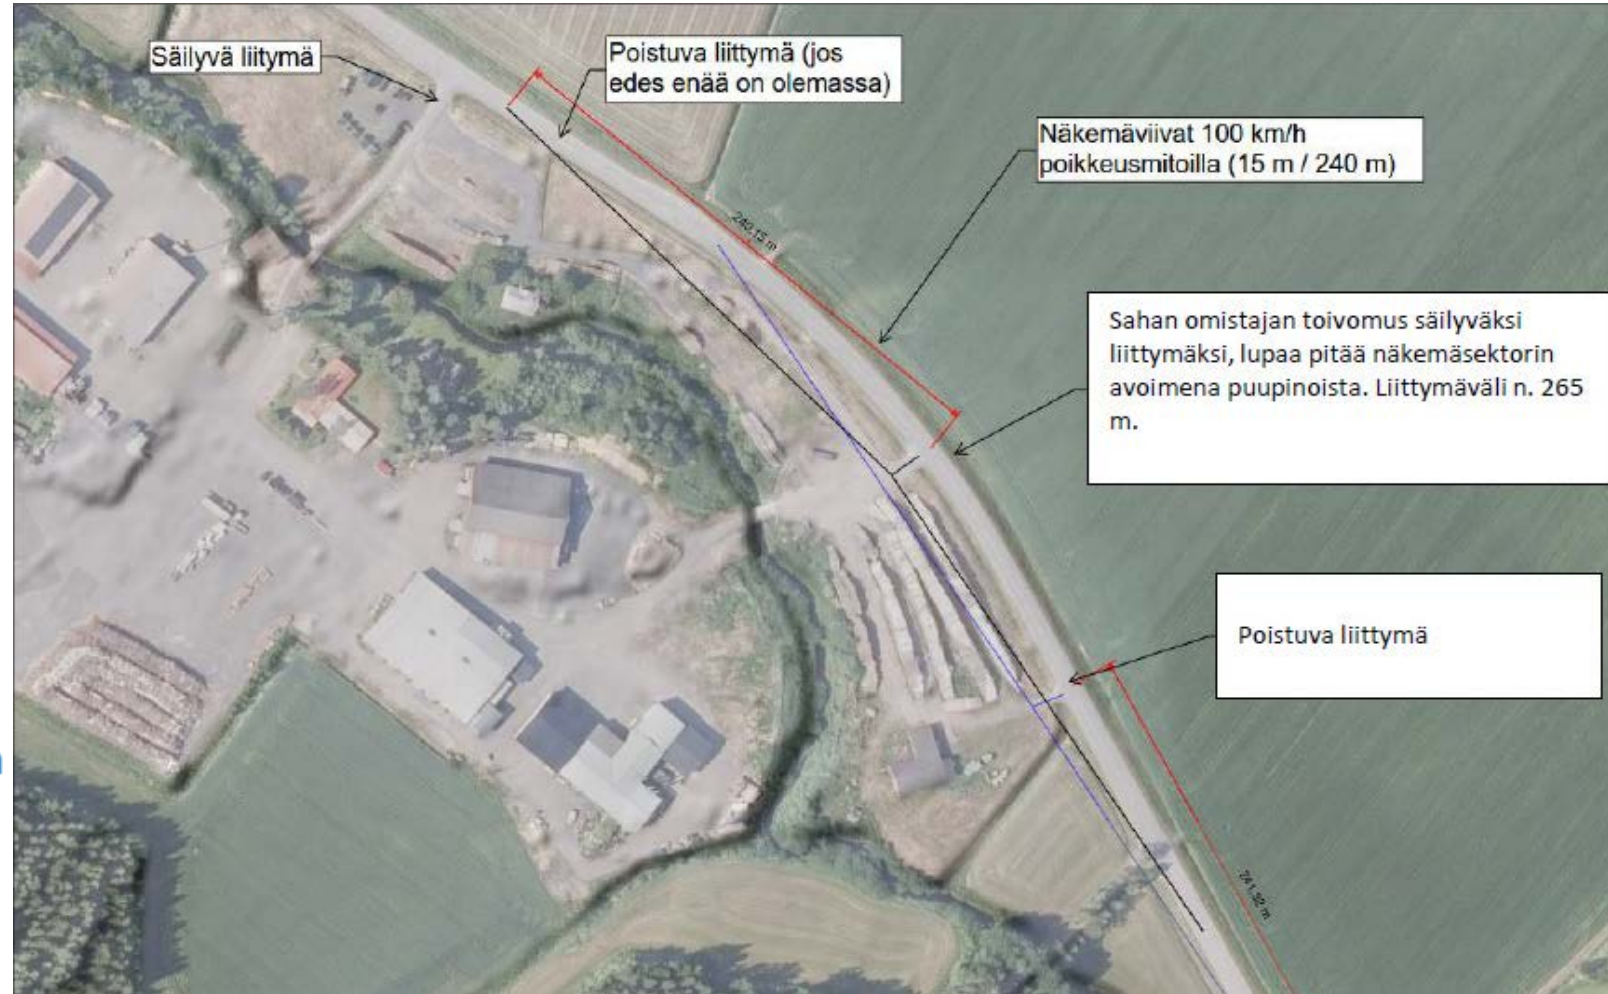 Säilyvä liitymä
Poistuva liittymä (jos
edes enää on olemassa)
Näkemäviivat 100 km/h
poikkeusmitoilla (15 m / 240 m)
240,15 m
Sahan omistajan toivomus säilyväksi
liittymäksi, lupaa pitää näkemäsektorin
avoimena puupinoista. Liittymäväli n. 265
m.
Poistuva liittymä
241,92 m